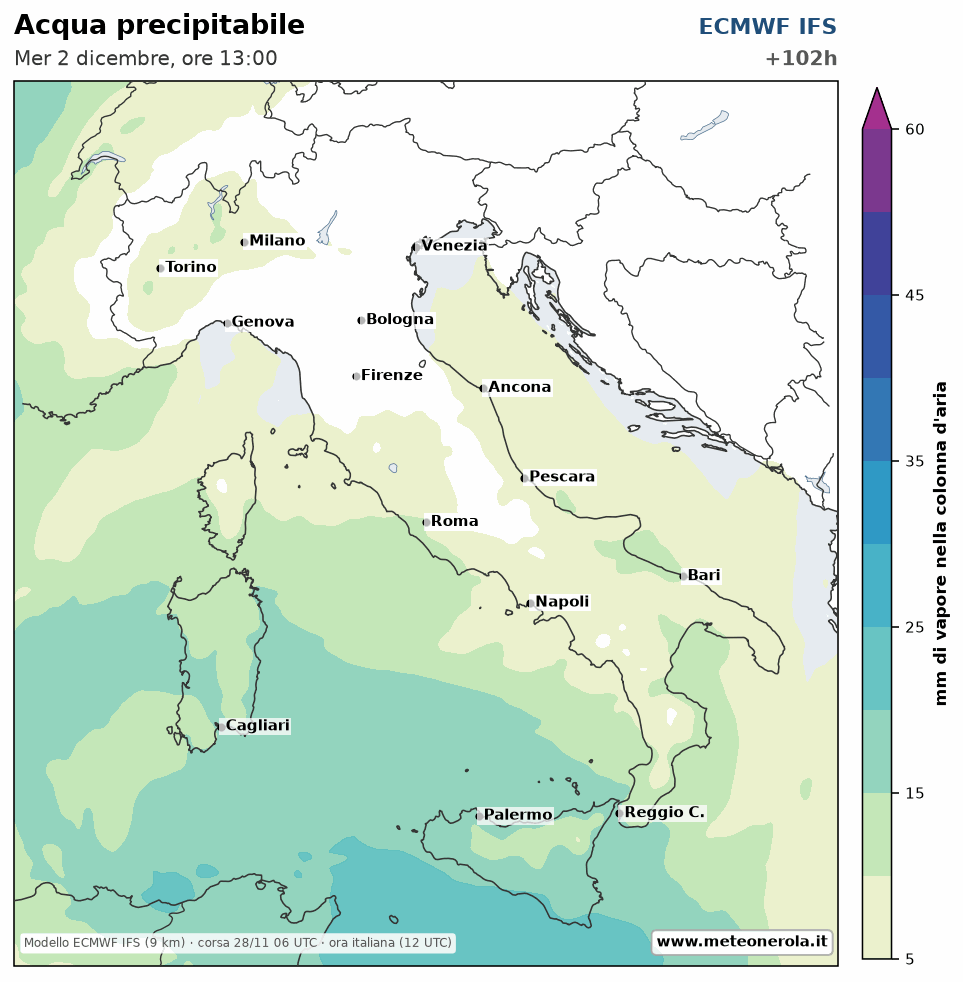 Acqua precipitabile
ECMWF IFS
Mer 2 dicembre, ore 13:00
+102h
60
45
35
25
15
5
mm di vapore nella colonna d'aria
Milano
Venezia
Torino
Genova
Bologna
Firenze
Ancona
Pescara
Roma
Bari
Napoli
Cagliari
Palermo
Reggio C.
Modello ECMWF IFS (9 km) · corsa 28/11 06 UTC · ora italiana (12 UTC)
www.meteonerola.it